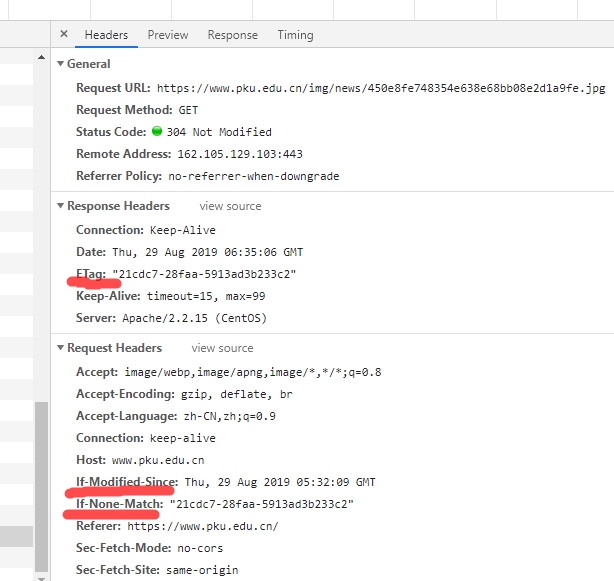 × Headers Preview Response Timing
General
Request URL: https://www.pku.edu.cn/img/news/450e8fe748354e638e68bb08e2d1a9fe.jpg
Request Method: GET
Status Code: 304 Not Modified
Remote Address: 162.105.129.103:443
Referrer Policy: no-referrer-when-downgrade
Response Headers view source
Connection: Keep-Alive
Date: Thu, 29 Aug 2019 06:35:06 GMT
ETag: "21cdc7-28faa-5913ad3b233c2"
Keep-Alive: timeout=15, max=99
Server: Apache/2.2.15 (CentOS)
Request Headers view source
Accept: image/webp,image/apng,image/*,*/*;q=0.8
Accept-Encoding: gzip, deflate, br
Accept-Language: zh-CN,zh;q=0.9
Connection: keep-alive
Host: www.pku.edu.cn
If-Modified-Since: Thu, 29 Aug 2019 05:32:09 GMT
If-None-Match: "21cdc7-28faa-5913ad3b233c2"
Referer: https://www.pku.edu.cn/
Sec-Fetch-Mode: no-cors
Sec-Fetch-Site: same-origin